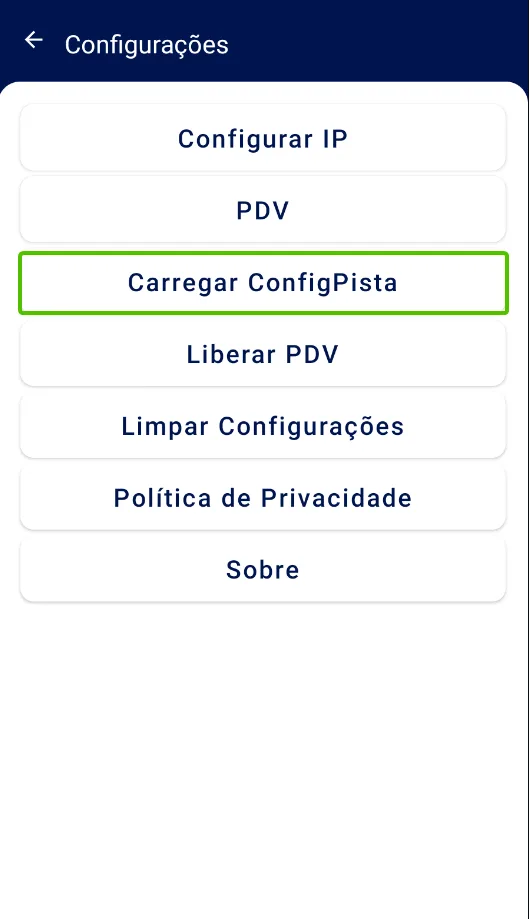 Configurações
Configurar IP
PDV
Carregar ConfigPista
Liberar PDV
Limpar Configurações
Política de Privacidade
Sobre